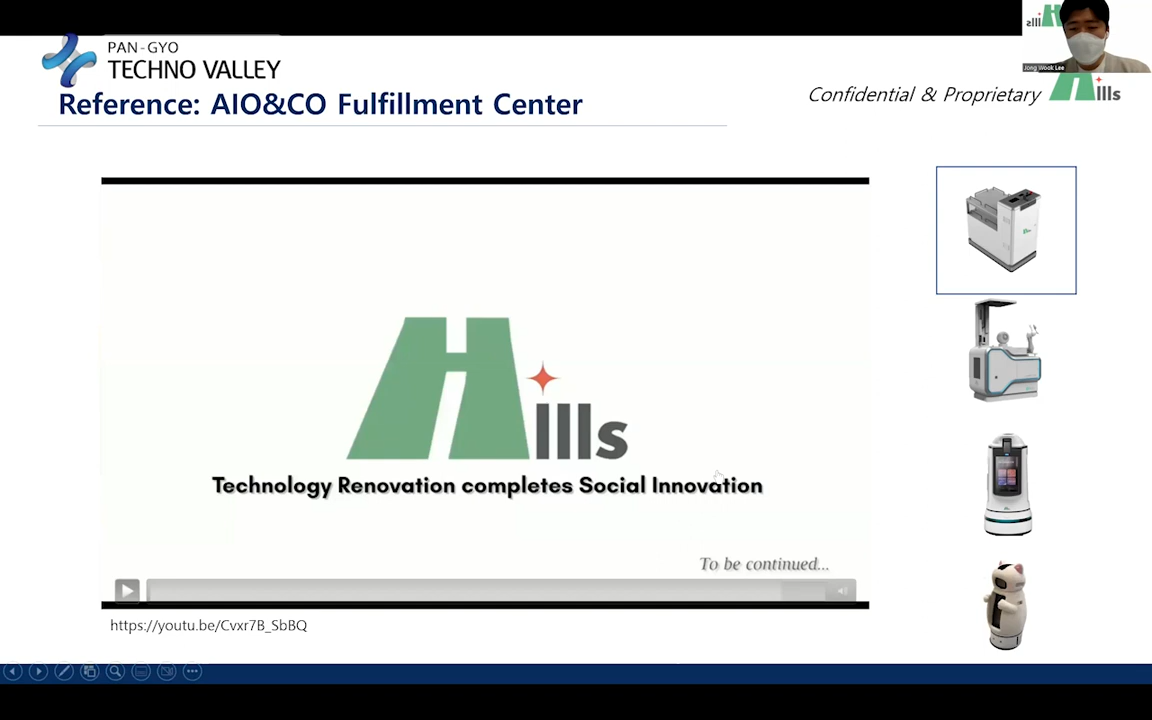 PAN-GYO
TECHNO VALLEY
Reference: AIO&CO Fulfillment Center
Confidential & Proprietary
Hills
Jong Wook Lee
Hills
Technology Renovation completes Social Innovation
To be continued...
https://youtu.be/Cvxr7B_SbBQ